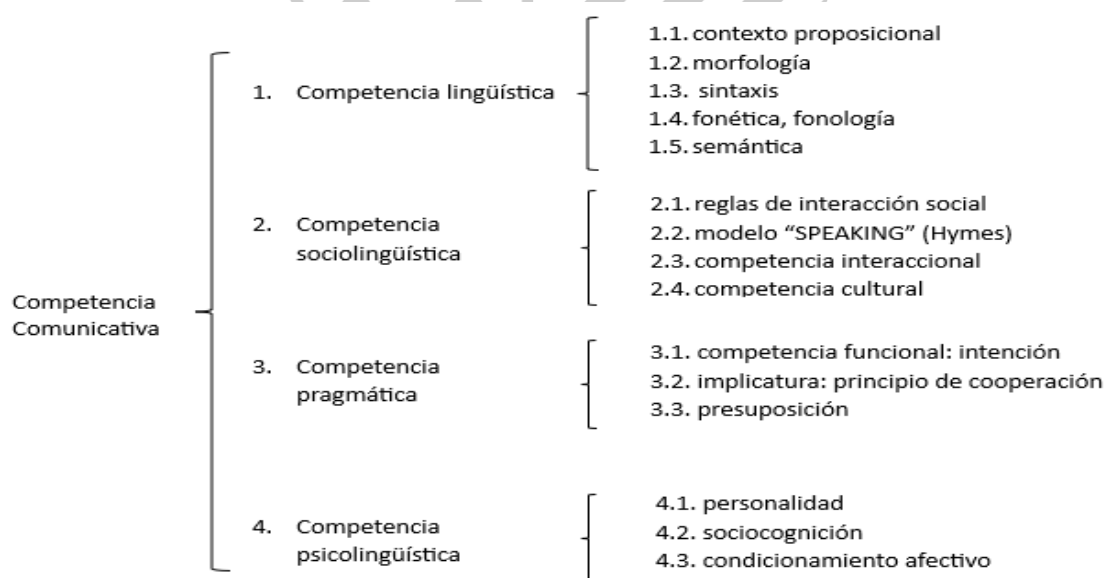 Competencia
Comunicativa
1. Competencia lingüística
1.1. contexto proposicional
1.2. morfología
1.3. sintaxis
1.4. fonética, fonología
1.5. semántica
2. Competencia
sociolingüística
2.1. reglas de interacción social
2.2. modelo “SPEAKING” (Hymes)
2.3. competencia interaccional
2.4. competencia cultural
3. Competencia
pragmática
3.1. competencia funcional: intención
3.2. implicatura: principio de cooperación
3.3. presuposición
4. Competencia
psicolingüística
4.1. personalidad
4.2. sociocognición
4.3. condicionamiento afectivo